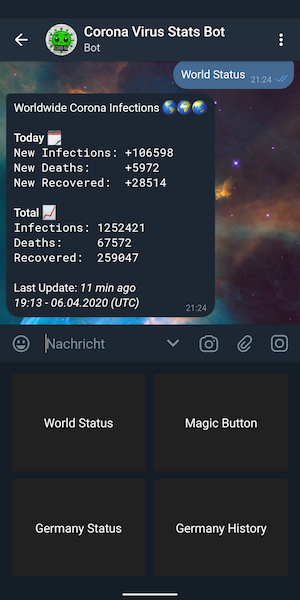 Corona Virus Stats Bot
Bot
World Status 21:24
Worldwide Corona Infections 🌎🌍🌏
Today 🗓
New Infections: +106598
New Deaths: +5972
New Recovered: +28514
Total 📈
Infections: 1252421
Deaths: 67572
Recovered: 259047
Last Update: 11 min ago
19:13 - 06.04.2020 (UTC)
21:24
Nachricht
World Status
Magic Button
Germany Status
Germany History